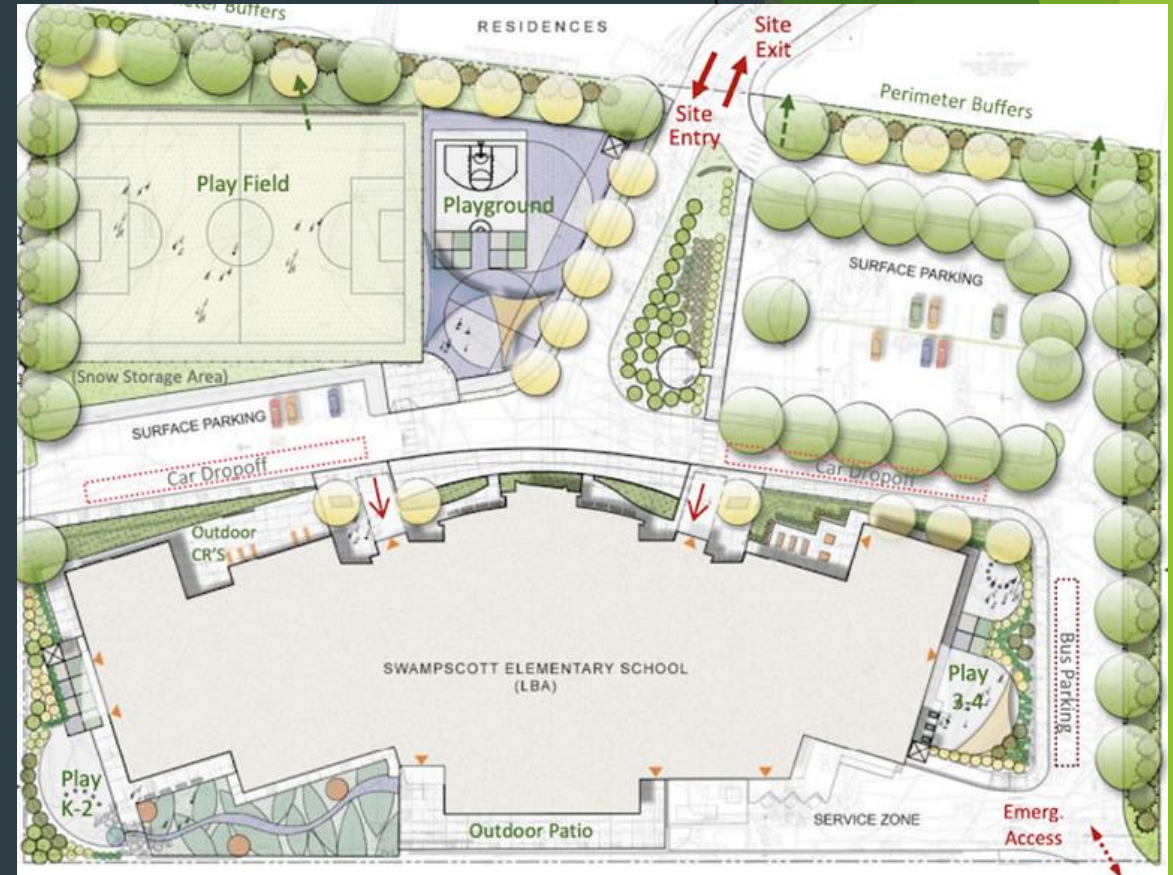 meter Buffers
RESIDENCES
Site
Exit
Site
Entry
Perimeter Buffers
Play Field
Playground
SURFACE PARKING
(Snow Storage Area)
SURFACE PARKING
Car Dropoff
Car Dropoff
Outdoor
CR'S
SWAMPSCOTT ELEMENTARY SCHOOL
(LBA)
Play
3-4
Bus Parking
Play
K-2
Outdoor Patio
SERVICE ZONE
Emerg.
Access